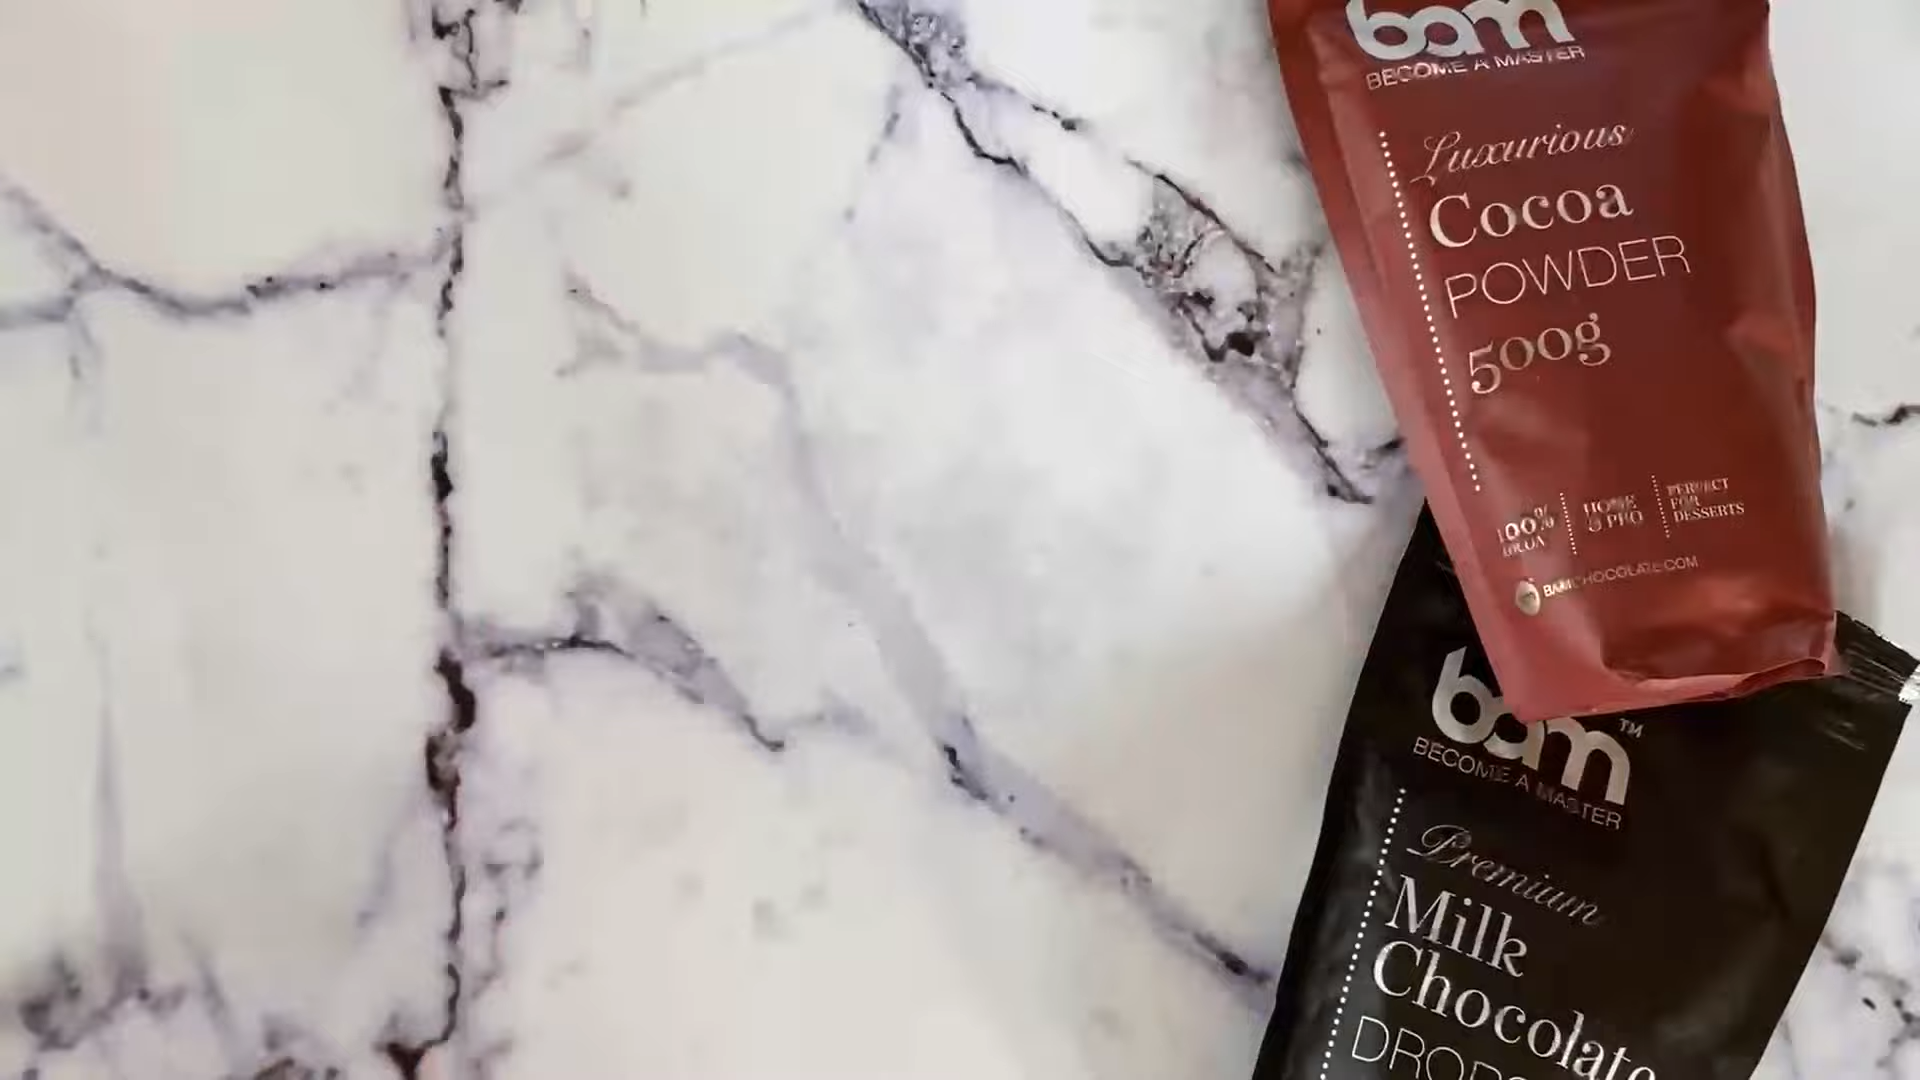 bam
BECOME A MASTER
Luxurious
Cocoa
POWDER
500g
100%
COCOA
HOME
& PRO
PERFECT
FOR
DESSERTS
BAMCHOCOLATE.COM
bam™
BECOME A MASTER
Premium
Milk
Chocolate
DROPS